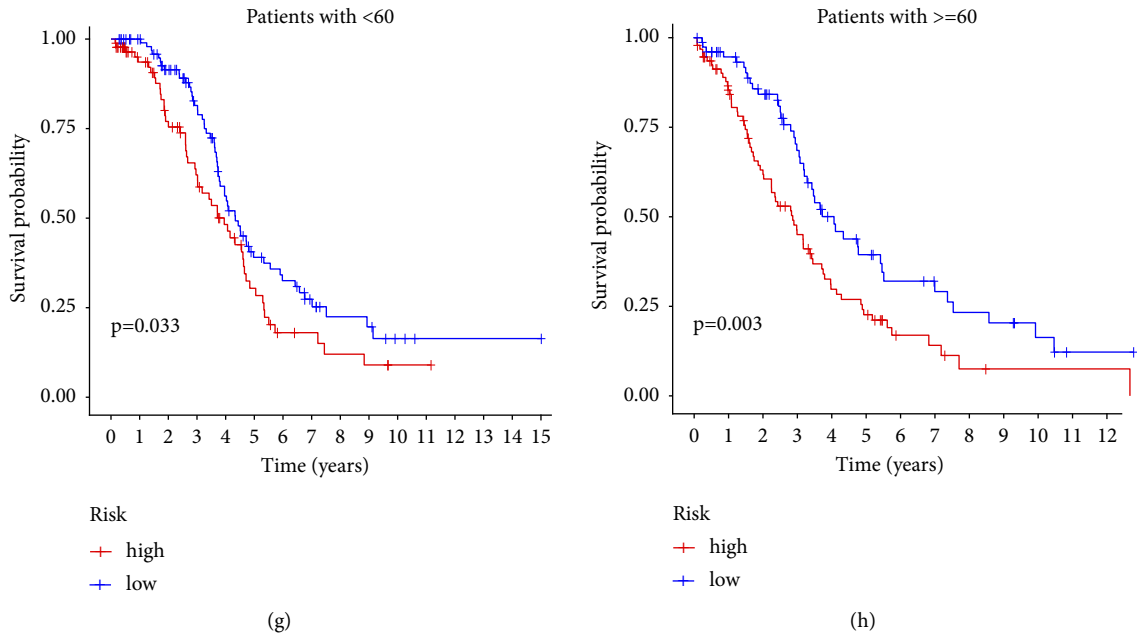 Patients with <60
1.00
0.75
0.50
0.25
0.00
Survival probability
p=0.033
0 1 2 3 4 5 6 7 8 9 10 11 12 13 14 15
Time (years)
Risk
high
low
(g)
Patients with >=60
1.00
0.75
0.50
0.25
0.00
Survival probability
p=0.003
0 1 2 3 4 5 6 7 8 9 10 11 12
Time (years)
Risk
high
low
(h)